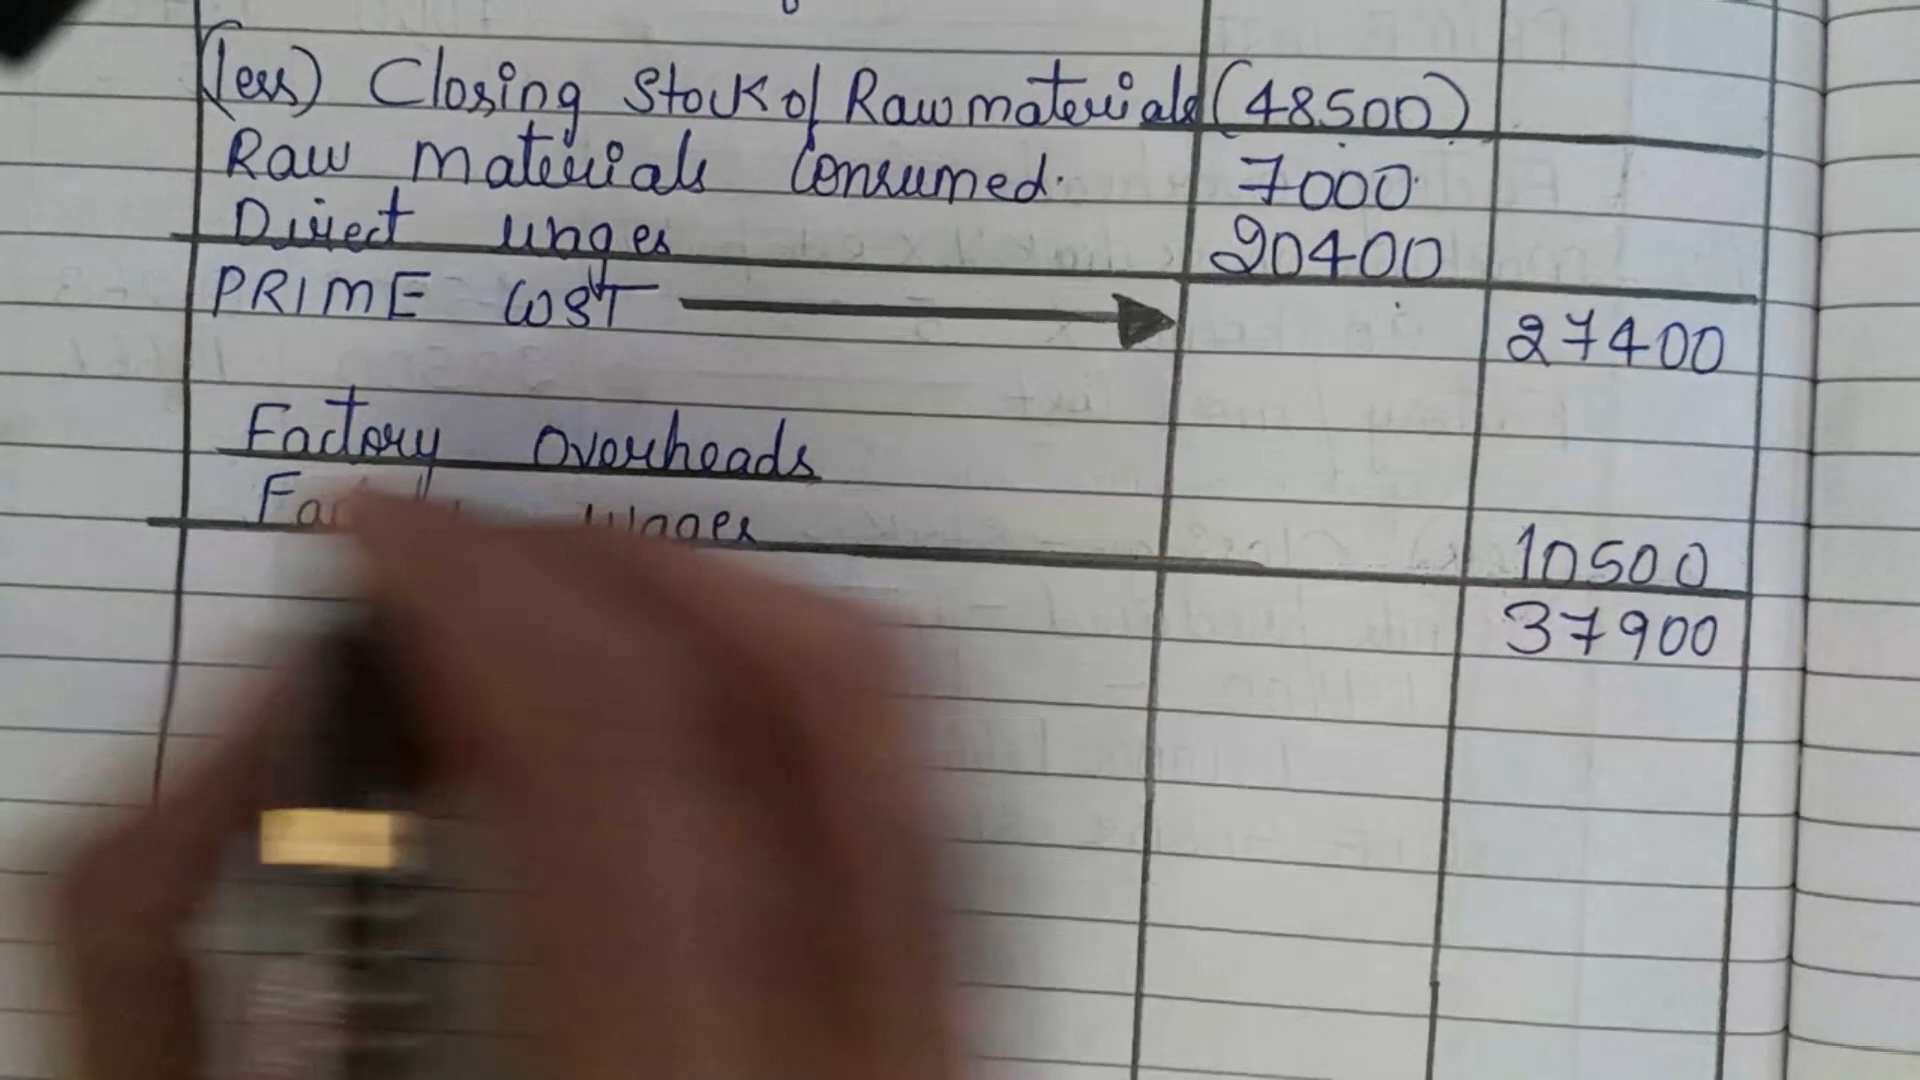 (less) Closing Stock of Raw materials (48500)
Raw materials Consumed. 7000
Direct wages 20400
PRIME COST 27400
Factory Overheads
wages 10500
37900